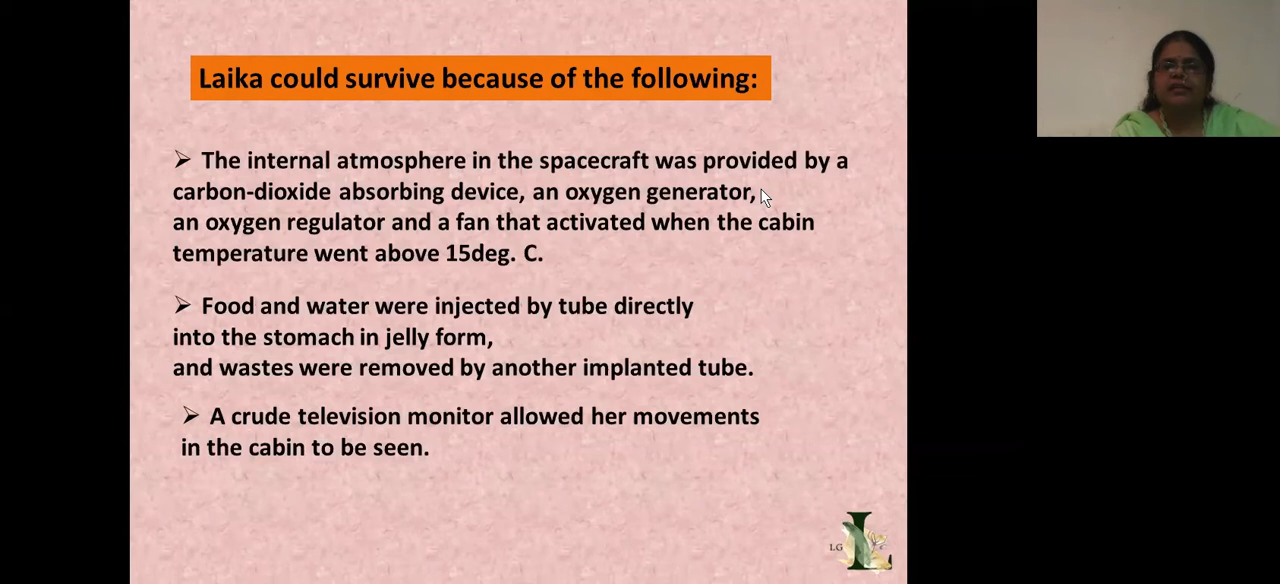 Laika could survive because of the following:
➢ The internal atmosphere in the spacecraft was provided by a
carbon-dioxide absorbing device, an oxygen generator,
an oxygen regulator and a fan that activated when the cabin
temperature went above 15deg. C.
➢ Food and water were injected by tube directly
into the stomach in jelly form,
and wastes were removed by another implanted tube.
➢ A crude television monitor allowed her movements
in the cabin to be seen.
LG L